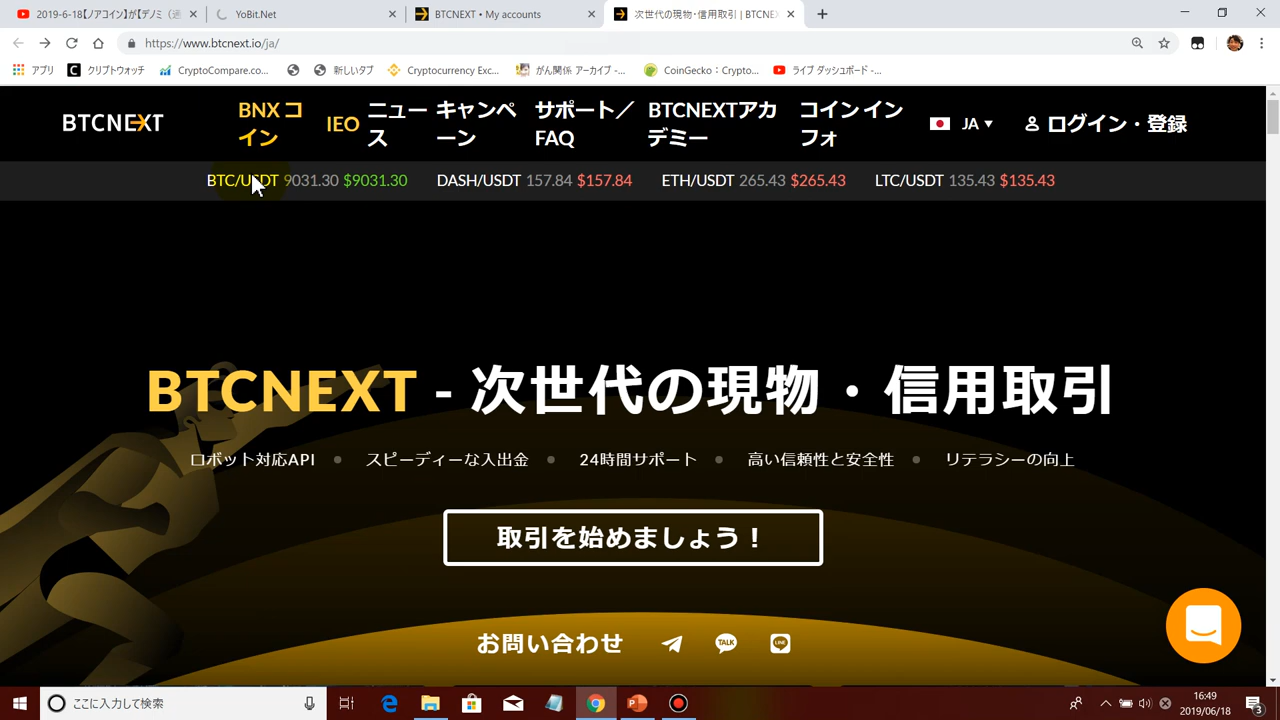 2019-6-18【ノアコイン】が【デノミ（通
YoBit.Net
BTCNEXT • My accounts
次世代の現物・信用取引 | BTCNE
https://www.btcnext.io/ja/
アプリ
クリプトウォッチ
CryptoCompare.co...
新しいタブ
Cryptocurrency Exc...
がん関係 アーカイブ -...
CoinGecko：Crypto...
ライブ ダッシュボード -...
BTCNEXT
BNX コイン
IEO
ニュース
キャンペーン
サポート／FAQ
BTCNEXTアカデミー
コイン インフォ
JA
ログイン・登録
BTC/USDT 9031.30 $9031.30
DASH/USDT 157.84 $157.84
ETH/USDT 265.43 $265.43
LTC/USDT 135.43 $135.43
BTCNEXT - 次世代の現物・信用取引
ロボット対応API ● スピーディーな入出金 ● 24時間サポート ● 高い信頼性と安全性 ● リテラシーの向上
取引を始めましょう！
お問い合わせ
TALK
LINE
ここに入力して検索
16:49
2019/06/18
3